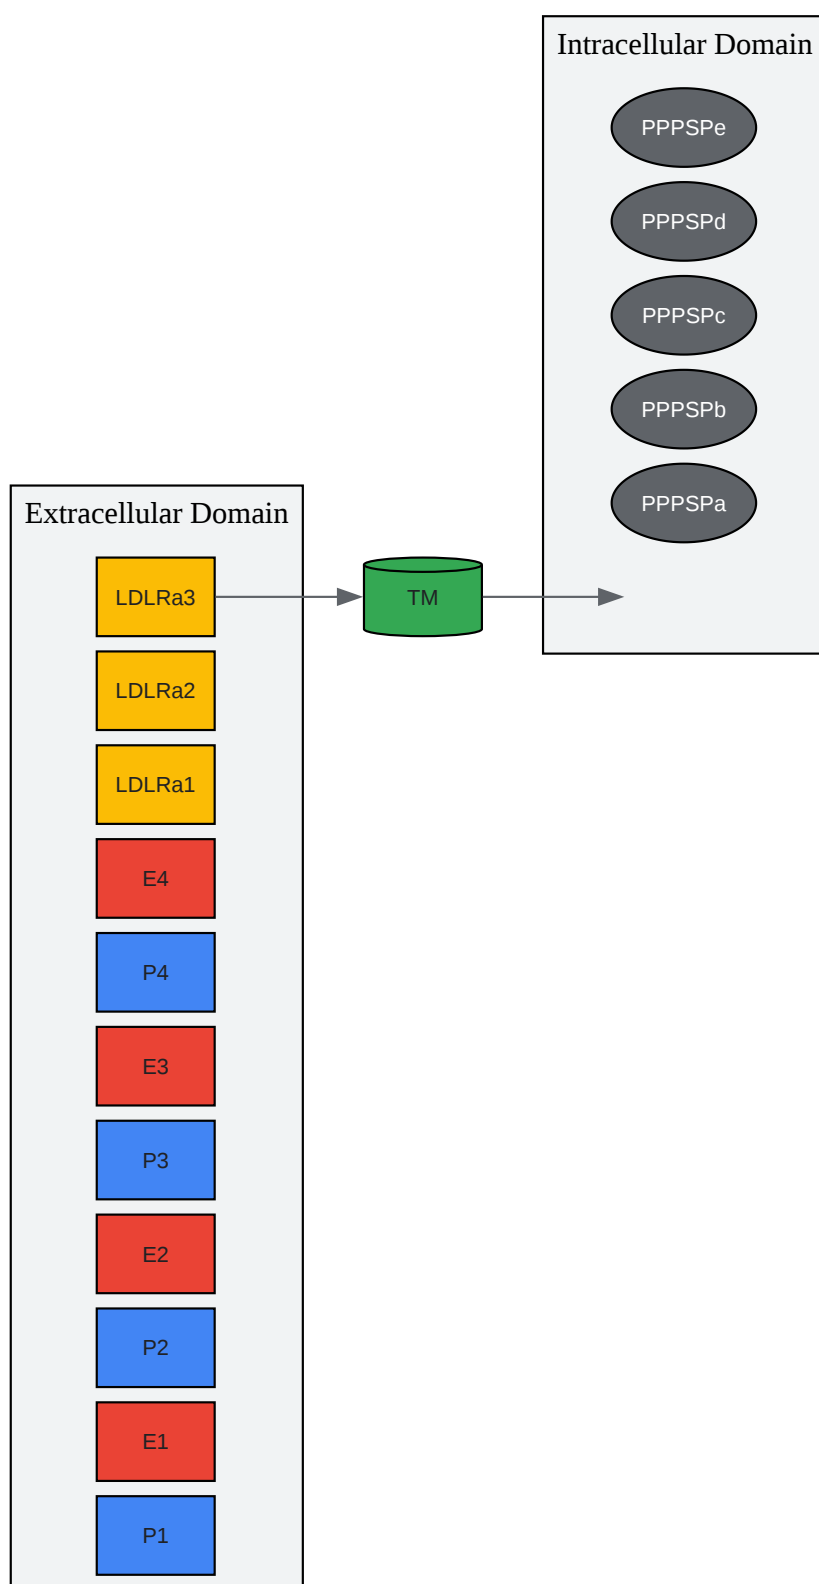 Intracellular Domain
PPPSPe
PPPSPd
PPPSPc
PPPSPb
PPPSPa
Extracellular Domain
LDLRa3
TM
LDLRa2
LDLRa1
E4
P4
E3
P3
E2
P2
E1
P1